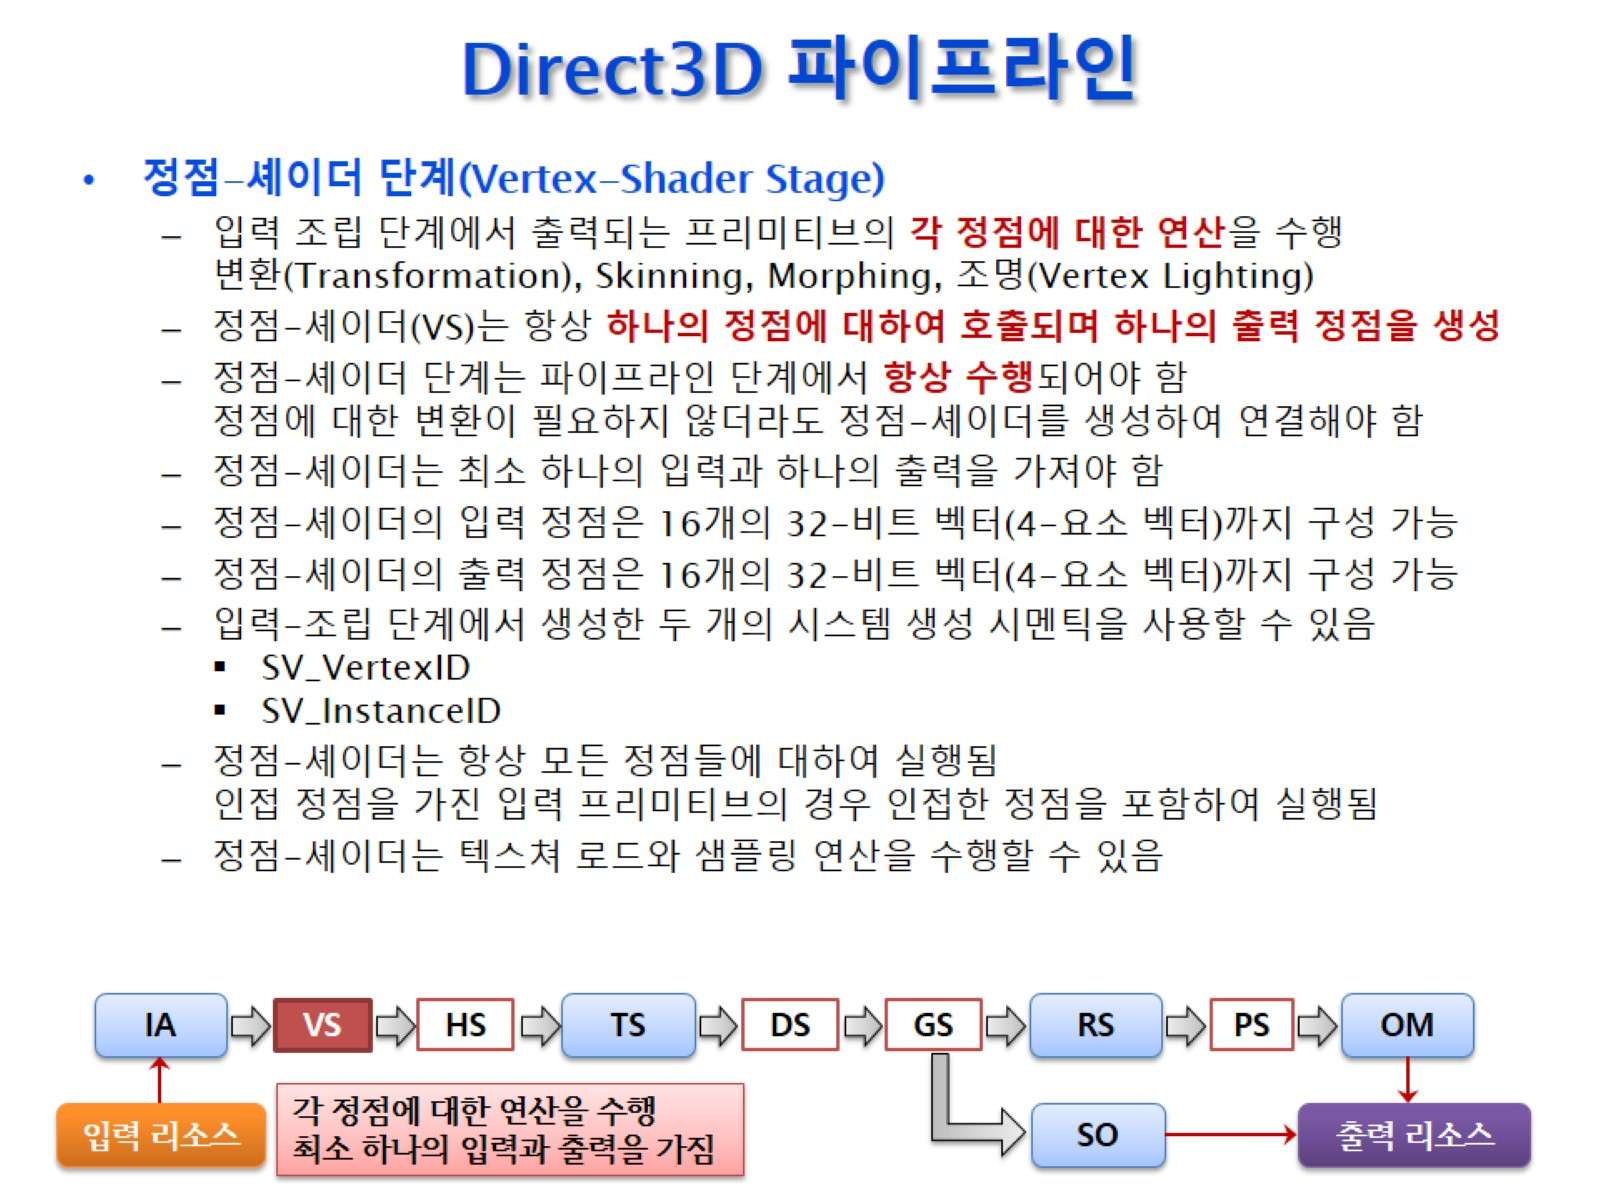 Direct3D 파이프라인
• 정점-셰이더 단계(Vertex-Shader Stage)
– 입력 조립 단계에서 출력되는 프리미티브의 각 정점에 대한 연산을 수행
변환(Transformation), Skinning, Morphing, 조명(Vertex Lighting)
– 정점-셰이더(VS)는 항상 하나의 정점에 대하여 호출되며 하나의 출력 정점을 생성
– 정점-셰이더 단계는 파이프라인 단계에서 항상 수행되어야 함
정점에 대한 변환이 필요하지 않더라도 정점-셰이더를 생성하여 연결해야 함
– 정점-셰이더는 최소 하나의 입력과 하나의 출력을 가져야 함
– 정점-셰이더의 입력 정점은 16개의 32-비트 벡터(4-요소 벡터)까지 구성 가능
– 정점-셰이더의 출력 정점은 16개의 32-비트 벡터(4-요소 벡터)까지 구성 가능
– 입력-조립 단계에서 생성한 두 개의 시스템 생성 시멘틱을 사용할 수 있음
▪ SV_VertexID
▪ SV_InstanceID
– 정점-셰이더는 항상 모든 정점들에 대하여 실행됨
인접 정점을 가진 입력 프리미티브의 경우 인접한 정점을 포함하여 실행됨
– 정점-셰이더는 텍스쳐 로드와 샘플링 연산을 수행할 수 있음
IA VS HS TS DS GS RS PS OM
각 정점에 대한 연산을 수행
최소 하나의 입력과 출력을 가짐
입력 리소스 SO 출력 리소스